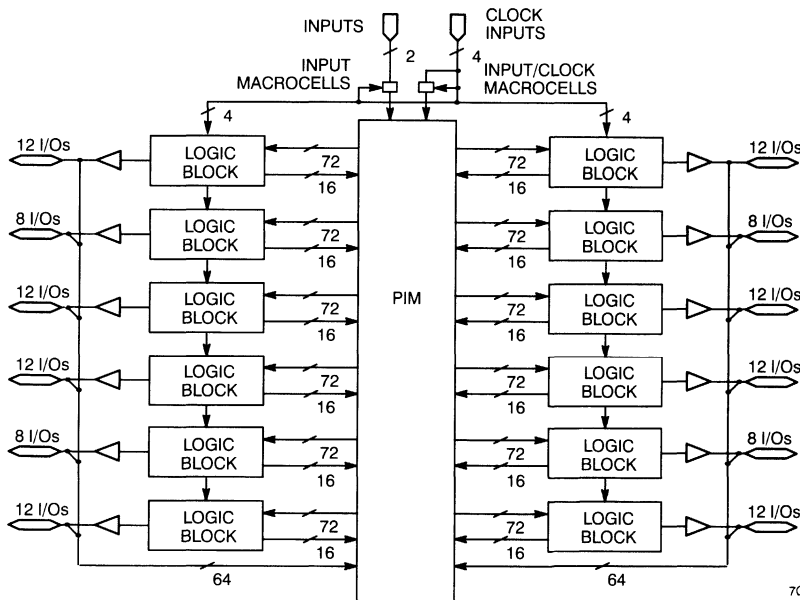 INPUTS
CLOCK
INPUTS
2
4
INPUT
MACROCELLS
INPUT/CLOCK
MACROCELLS
4
4
12 I/Os
LOGIC
BLOCK
72
16
72
16
LOGIC
BLOCK
12 I/Os
8 I/Os
LOGIC
BLOCK
72
16
72
16
LOGIC
BLOCK
8 I/Os
12 I/Os
LOGIC
BLOCK
72
16
PIM
72
16
LOGIC
BLOCK
12 I/Os
12 I/Os
LOGIC
BLOCK
72
16
72
16
LOGIC
BLOCK
12 I/Os
8 I/Os
LOGIC
BLOCK
72
16
72
16
LOGIC
BLOCK
8 I/Os
12 I/Os
LOGIC
BLOCK
72
16
72
16
LOGIC
BLOCK
12 I/Os
64
64